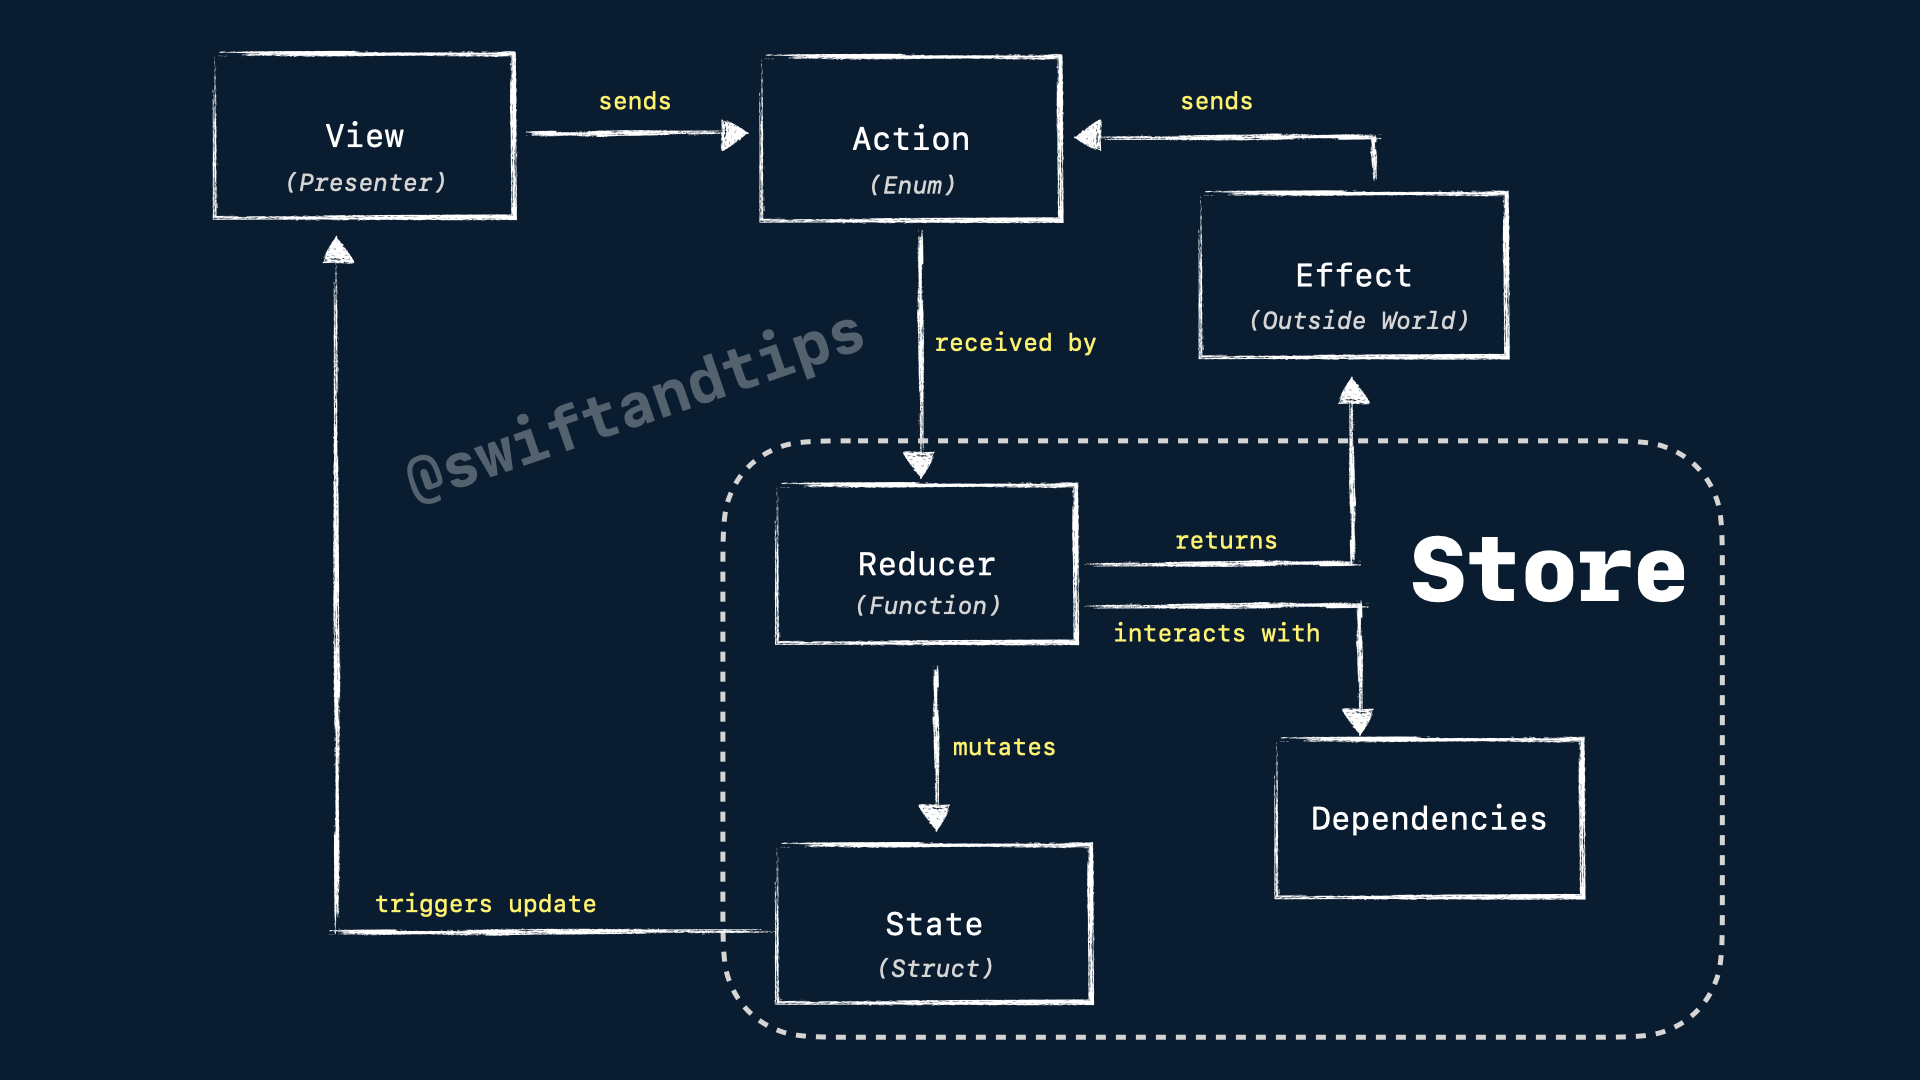 View
(Presenter)
sends
Action
(Enum)
sends
Effect
(Outside World)
received by
@swiftandtips
Reducer
(Function)
returns
interacts with
Store
mutates
Dependencies
triggers update
State
(Struct)